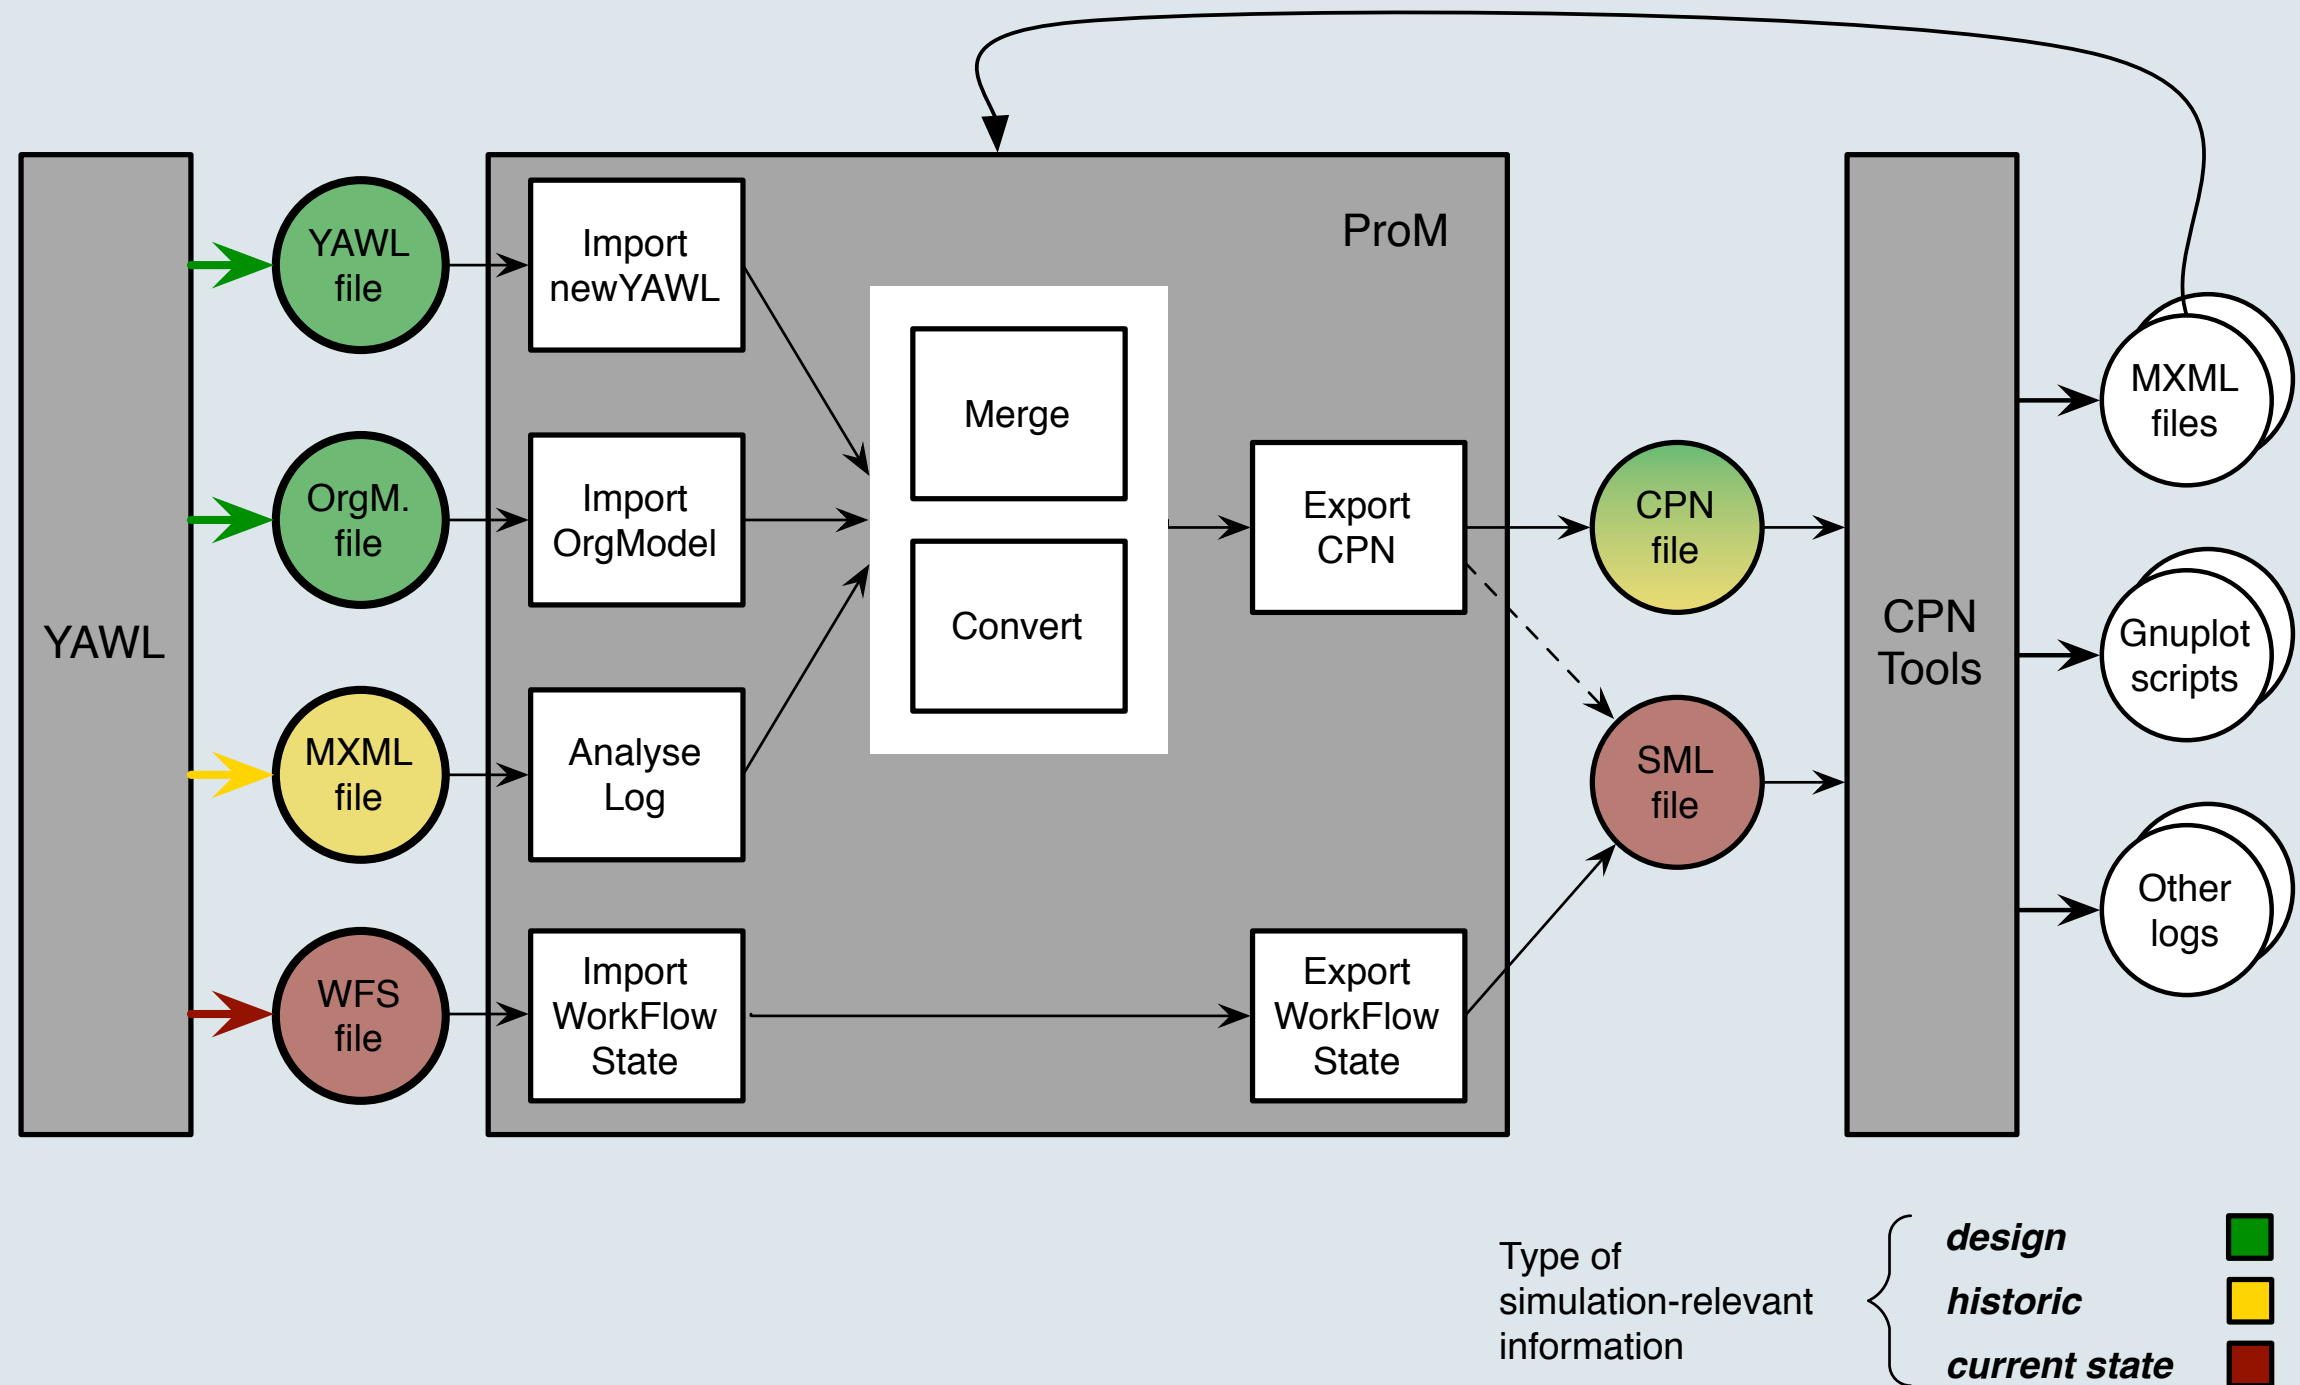 YAWL
YAWL
file
OrgM.
file
MXML
file
WFS
file
ProM
Import
newYAWL
Import
OrgModel
Analyse
Log
Import
WorkFlow
State
Merge
Convert
Export
CPN
Export
WorkFlow
State
CPN
file
SML
file
CPN
Tools
MXML
files
Gnuplot
scripts
Other
logs
Type of
simulation-relevant
information
design
historic
current state